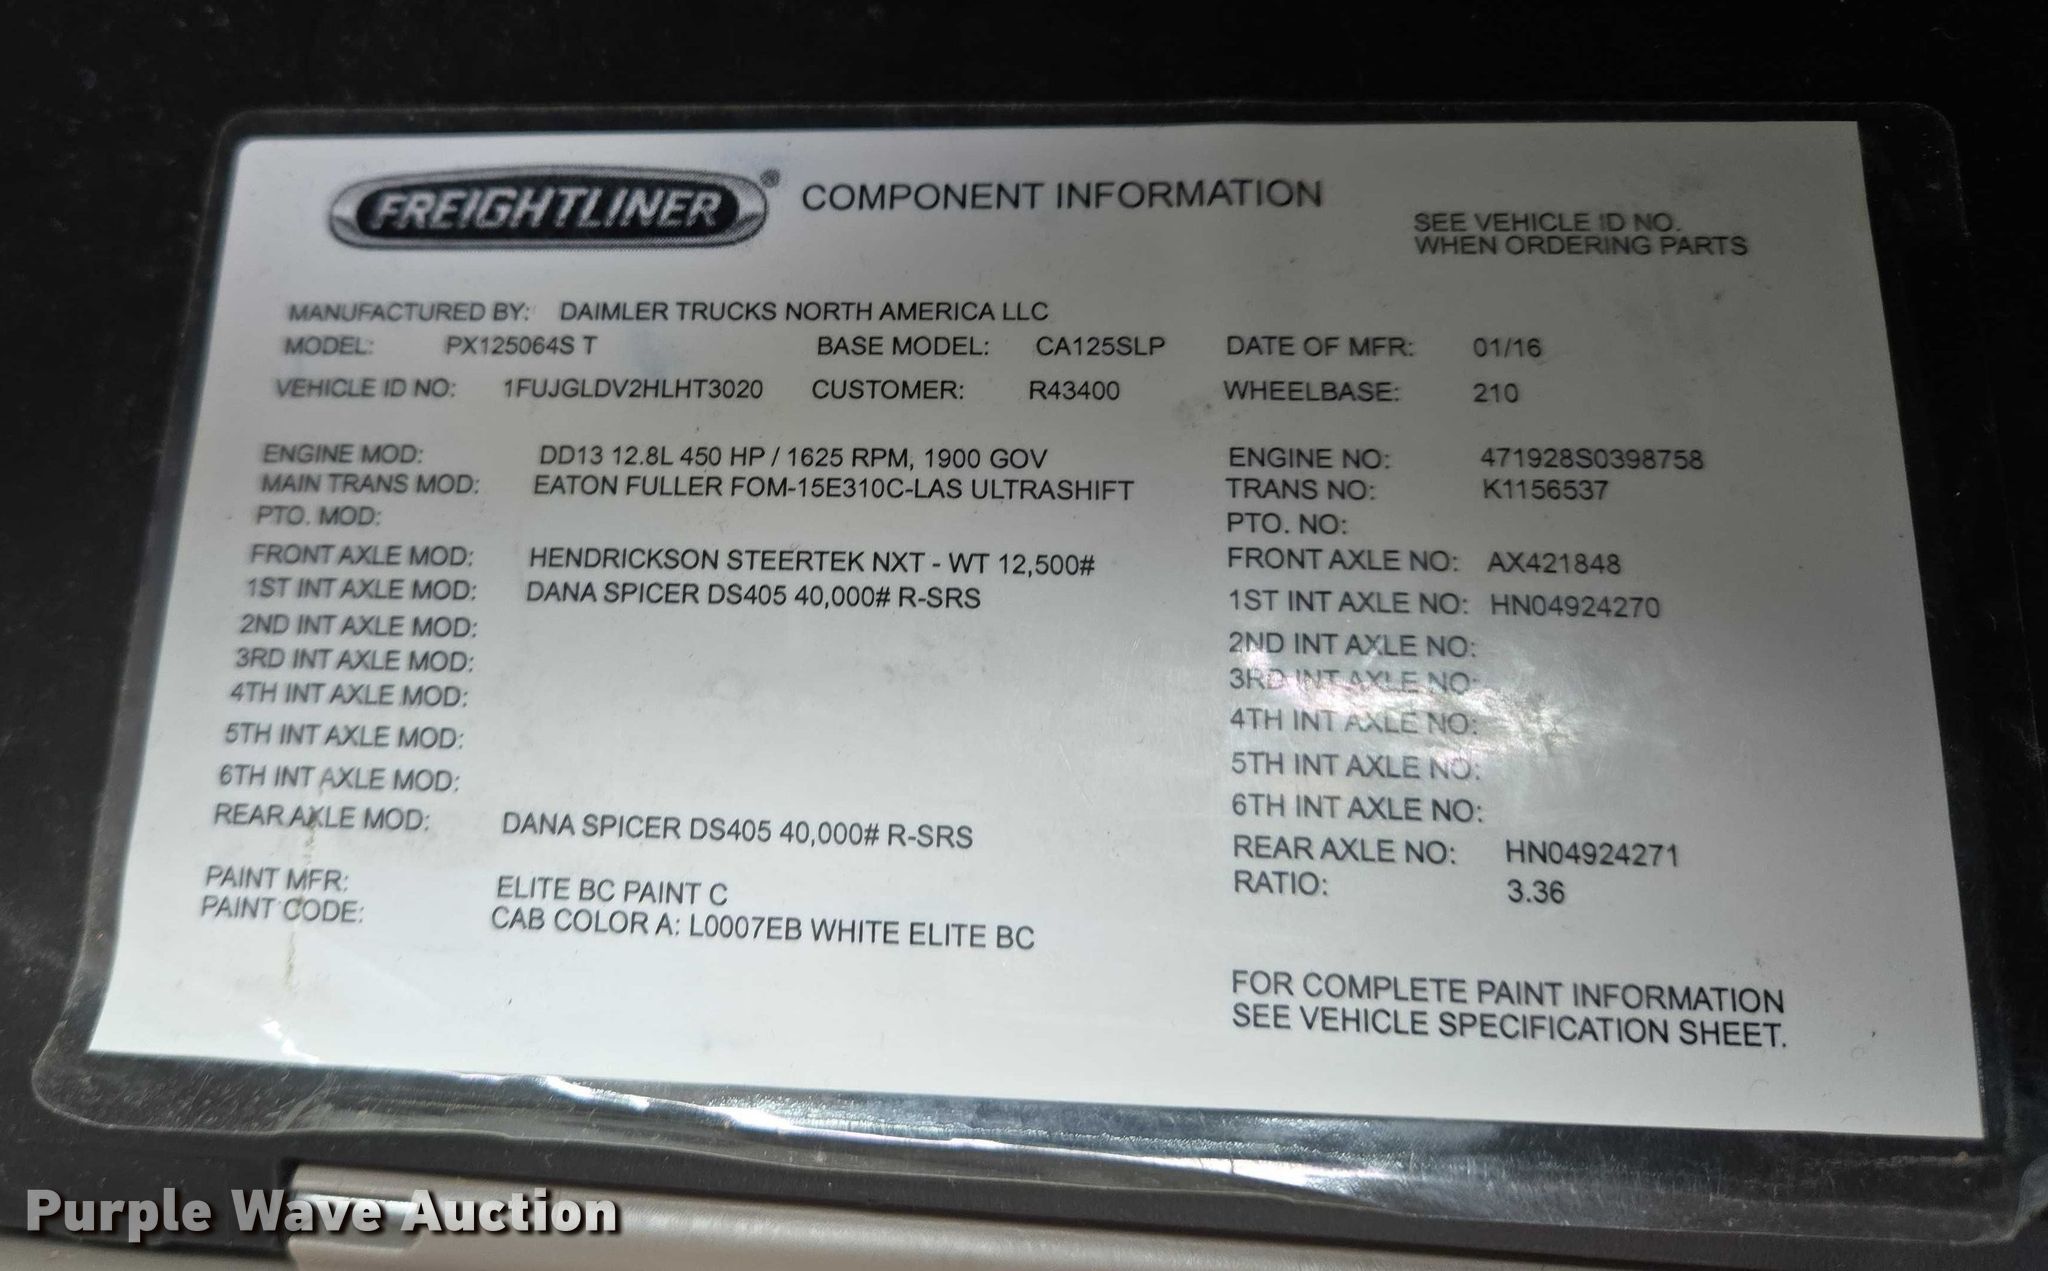 FREIGHTLINER® COMPONENT INFORMATION
SEE VEHICLE ID NO.
WHEN ORDERING PARTS
MANUFACTURED BY: DAIMLER TRUCKS NORTH AMERICA LLC
MODEL: PX125064S T BASE MODEL: CA125SLP DATE OF MFR: 01/16
VEHICLE ID NO: 1FUJGLDV2HLHT3020 CUSTOMER: R43400 WHEELBASE: 210
ENGINE MOD: DD13 12.8L 450 HP / 1625 RPM, 1900 GOV ENGINE NO: 471928S0398758
MAIN TRANS MOD: EATON FULLER FOM-15E310C-LAS ULTRASHIFT TRANS NO: K1156537
PTO. MOD: PTO. NO:
FRONT AXLE MOD: HENDRICKSON STEERTEK NXT - WT 12,500# FRONT AXLE NO: AX421848
1ST INT AXLE MOD: DANA SPICER DS405 40,000# R-SRS 1ST INT AXLE NO: HN04924270
2ND INT AXLE MOD: 2ND INT AXLE NO:
3RD INT AXLE MOD: 3RD INT AXLE NO:
4TH INT AXLE MOD: 4TH INT AXLE NO:
5TH INT AXLE MOD: 5TH INT AXLE NO:
6TH INT AXLE MOD: 6TH INT AXLE NO:
REAR AXLE MOD: DANA SPICER DS405 40,000# R-SRS REAR AXLE NO: HN04924271
RATIO: 3.36
PAINT MFR: ELITE BC PAINT C
PAINT CODE: CAB COLOR A: L0007EB WHITE ELITE BC
FOR COMPLETE PAINT INFORMATION
SEE VEHICLE SPECIFICATION SHEET.
Purple Wave Auction